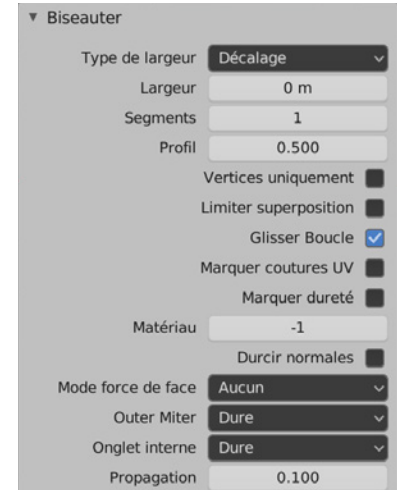 Biseauter
Type de largeur Décalage
Largeur 0 m
Segments 1
Profil 0.500
Vertices uniquement
Limiter superposition
Glisser Boucle
Marquer coutures UV
Marquer dureté
Matériau -1
Durcir normales
Mode force de face Aucun
Outer Miter Dure
Onglet interne Dure
Propagation 0.100